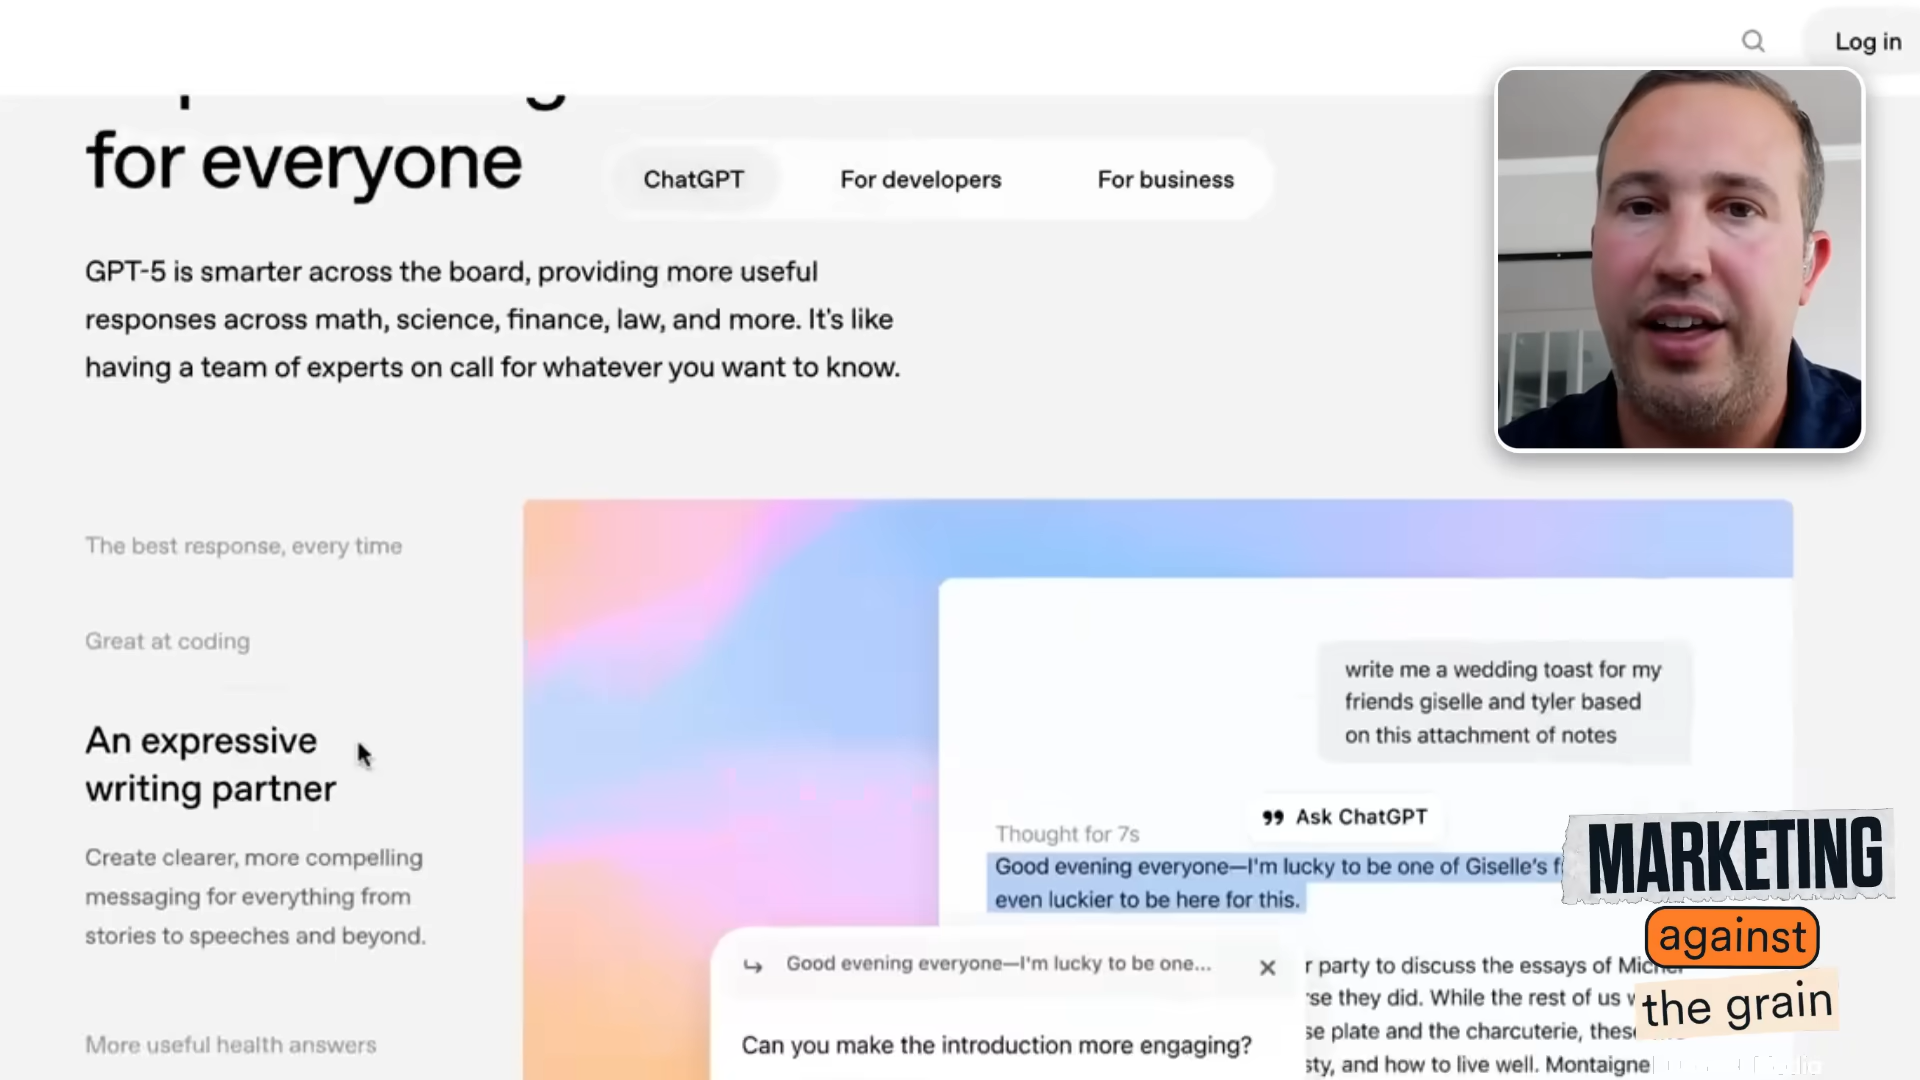 Log in
for everyone
ChatGPT
For developers
For business
GPT-5 is smarter across the board, providing more useful
responses across math, science, finance, law, and more. It's like
having a team of experts on call for whatever you want to know.
The best response, every time
Great at coding
An expressive
writing partner
Create clearer, more compelling
messaging for everything from
stories to speeches and beyond.
More useful health answers
write me a wedding toast for my
friends giselle and tyler based
on this attachment of notes
Ask ChatGPT
Thought for 7s
Good evening everyone—I'm lucky to be one of Giselle's
even luckier to be here for this.
Good evening everyone—I'm lucky to be one...
Can you make the introduction more engaging?
party to discuss the essays of
they did. While the rest of us
plate and the charcuterie,
and how to live well. Montaigne
MARKETING
against
the grain